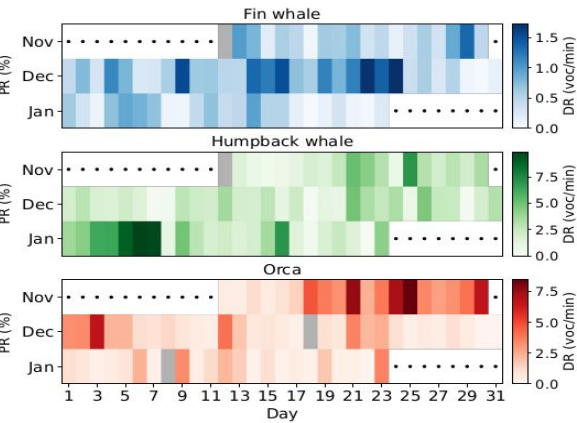 Fin whale
Nov
Dec
Jan
PR (%)
1.5
1.0
0.5
0.0
DR (voc/min)
Humpback whale
Nov
Dec
Jan
PR (%)
7.5
5.0
2.5
0.0
DR (voc/min)
Orca
Nov
Dec
Jan
PR (%)
7.5
5.0
2.5
0.0
DR (voc/min)
1 3 5 7 9 11 13 15 17 19 21 23 25 27 29 31
Day